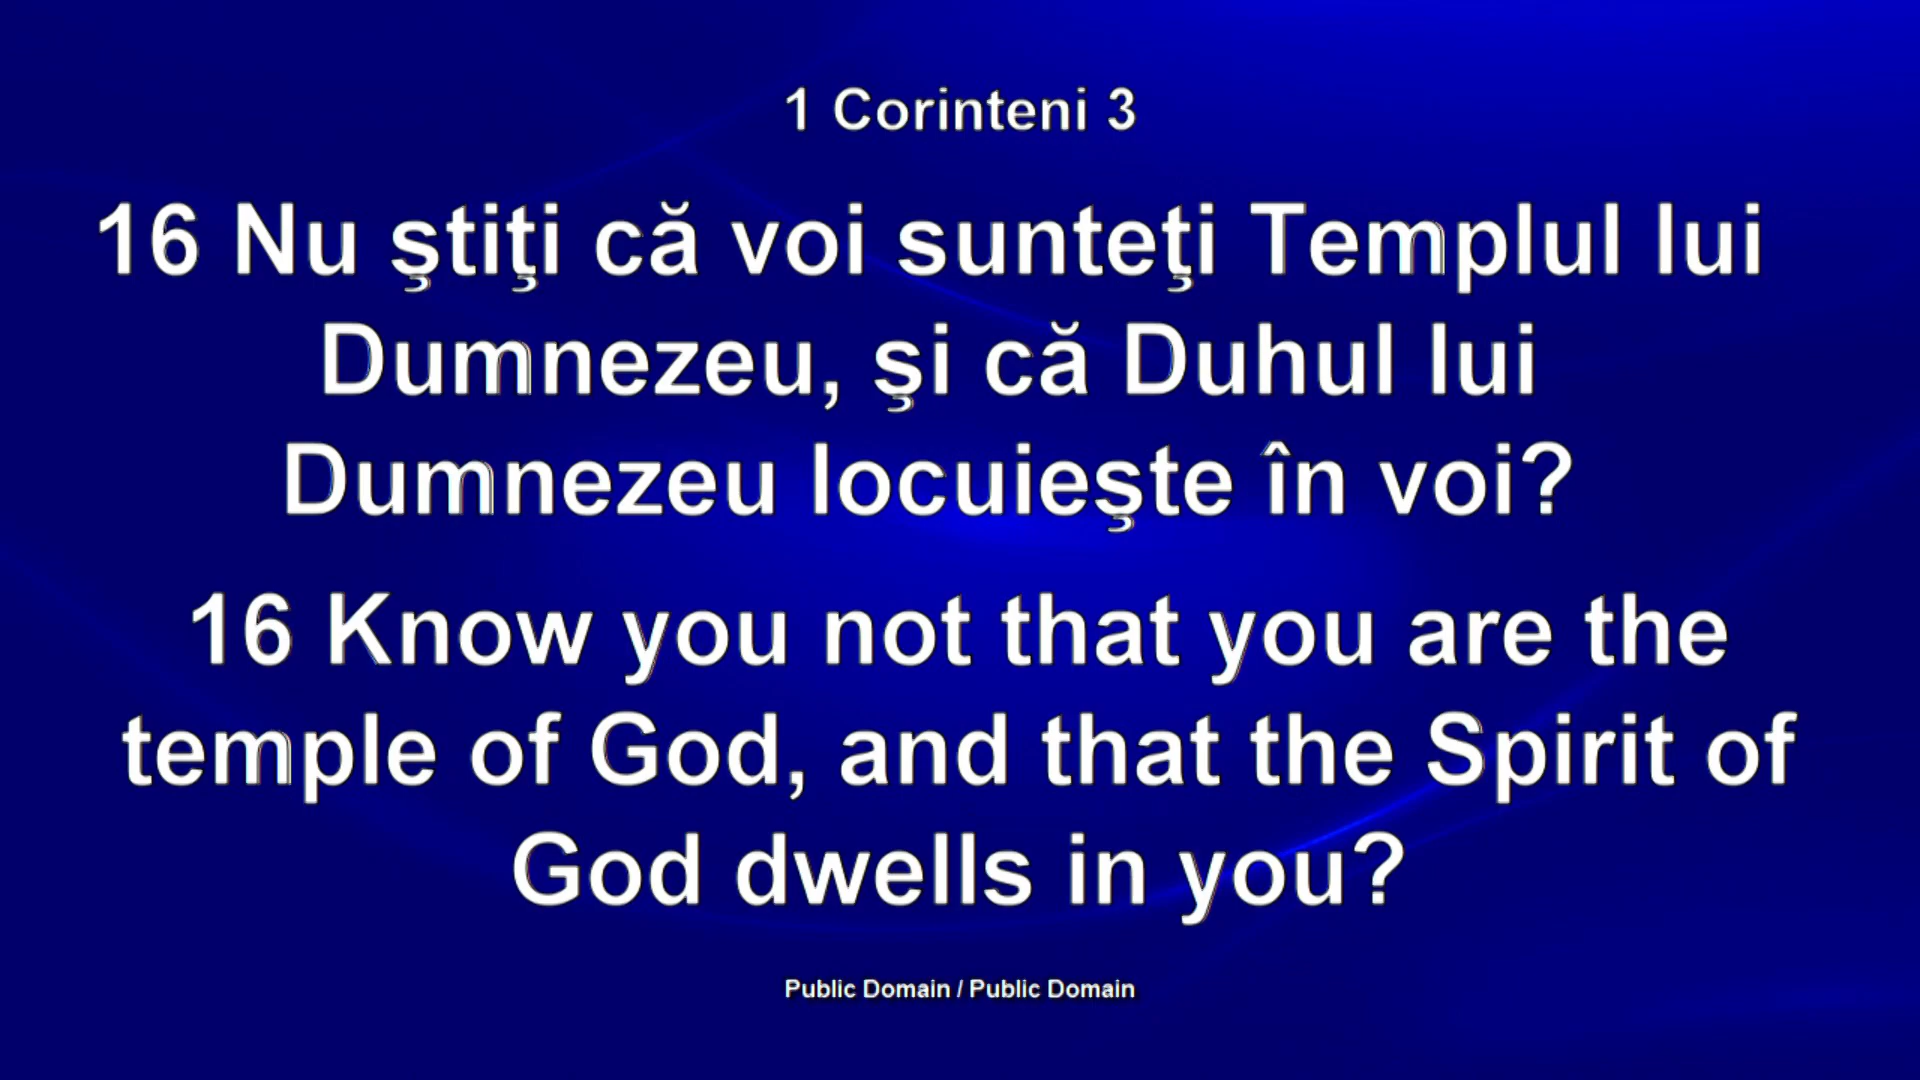 1 Corinteni 3
16 Nu ştiţi că voi sunteţi Templul lui
Dumnezeu, şi că Duhul lui
Dumnezeu locuieşte în voi?
16 Know you not that you are the
temple of God, and that the Spirit of
God dwells in you?
Public Domain / Public Domain